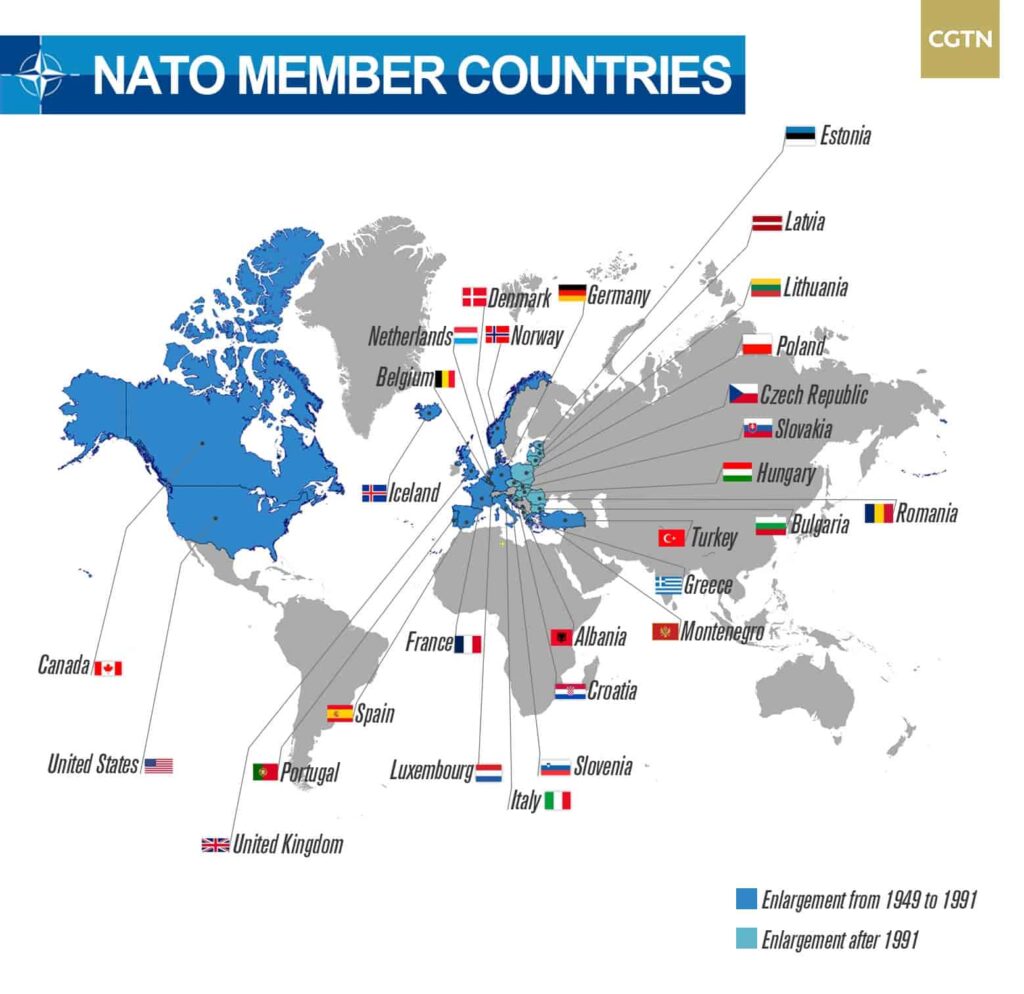 CGTN
NATO MEMBER COUNTRIES
Estonia
Latvia
Lithuania
Denmark
Germany
Netherlands
Norway
Poland
Belgium
Czech Republic
Slovakia
Hungary
Iceland
Romania
Bulgaria
Turkey
Greece
Montenegro
Albania
France
Canada
Croatia
Spain
United States
Portugal
Luxembourg
Slovenia
Italy
United Kingdom
Enlargement from 1949 to 1991
Enlargement after 1991